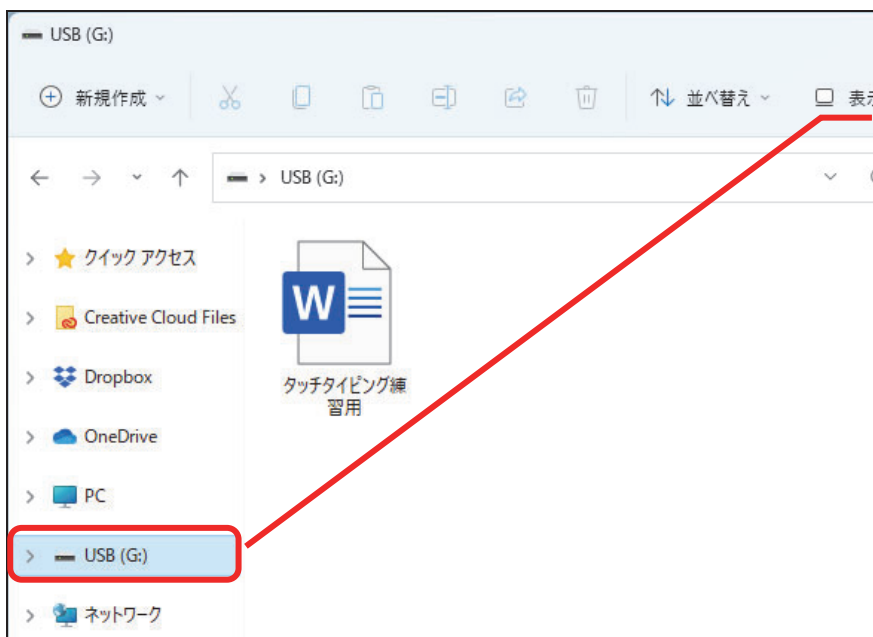 USB (G:)
新規作成
並べ替え
表示
USB (G:)
クイック アクセス
Creative Cloud Files
Dropbox
OneDrive
PC
USB (G:)
ネットワーク
W
タッチタイピング練
習用